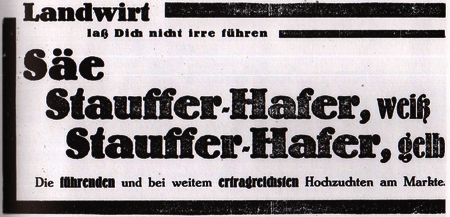 Landwirt
laß Dich nicht irre führen
Säe
Stauffer-Hafer, weiß
Stauffer-Hafer, gelb
Die führenden und bei weitem ertragreichsten Hochzuchten am Markte.